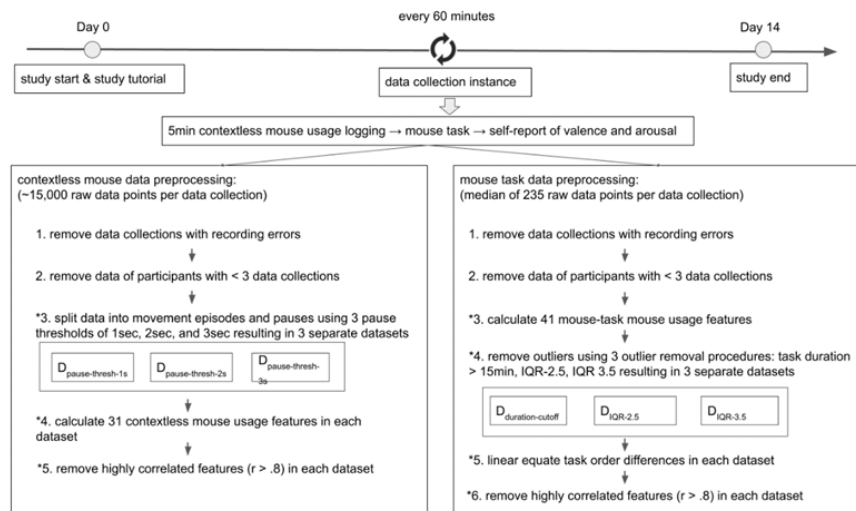 every 60 minutes
Day 0
Day 14
study start & study tutorial
data collection instance
study end
5min contextless mouse usage logging → mouse task → self-report of valence and arousal
contextless mouse data preprocessing:
(~15,000 raw data points per data collection)
1. remove data collections with recording errors
2. remove data of participants with < 3 data collections
*3. split data into movement episodes and pauses using 3 pause
thresholds of 1sec, 2sec, and 3sec resulting in 3 separate datasets
D pause-thresh-1s
D pause-thresh-2s
D pause-thresh-
3s
*4. calculate 31 contextless mouse usage features in each
dataset
*5. remove highly correlated features (r > .8) in each dataset
mouse task data preprocessing:
(median of 235 raw data points per data collection)
1. remove data collections with recording errors
2. remove data of participants with < 3 data collections
*3. calculate 41 mouse-task mouse usage features
*4. remove outliers using 3 outlier removal procedures: task duration
> 15min, IQR-2.5, IQR 3.5 resulting in 3 separate datasets
D duration-cutoff
D IQR-2.5
D IQR-3.5
*5. linear equate task order differences in each dataset
*6. remove highly correlated features (r > .8) in each dataset